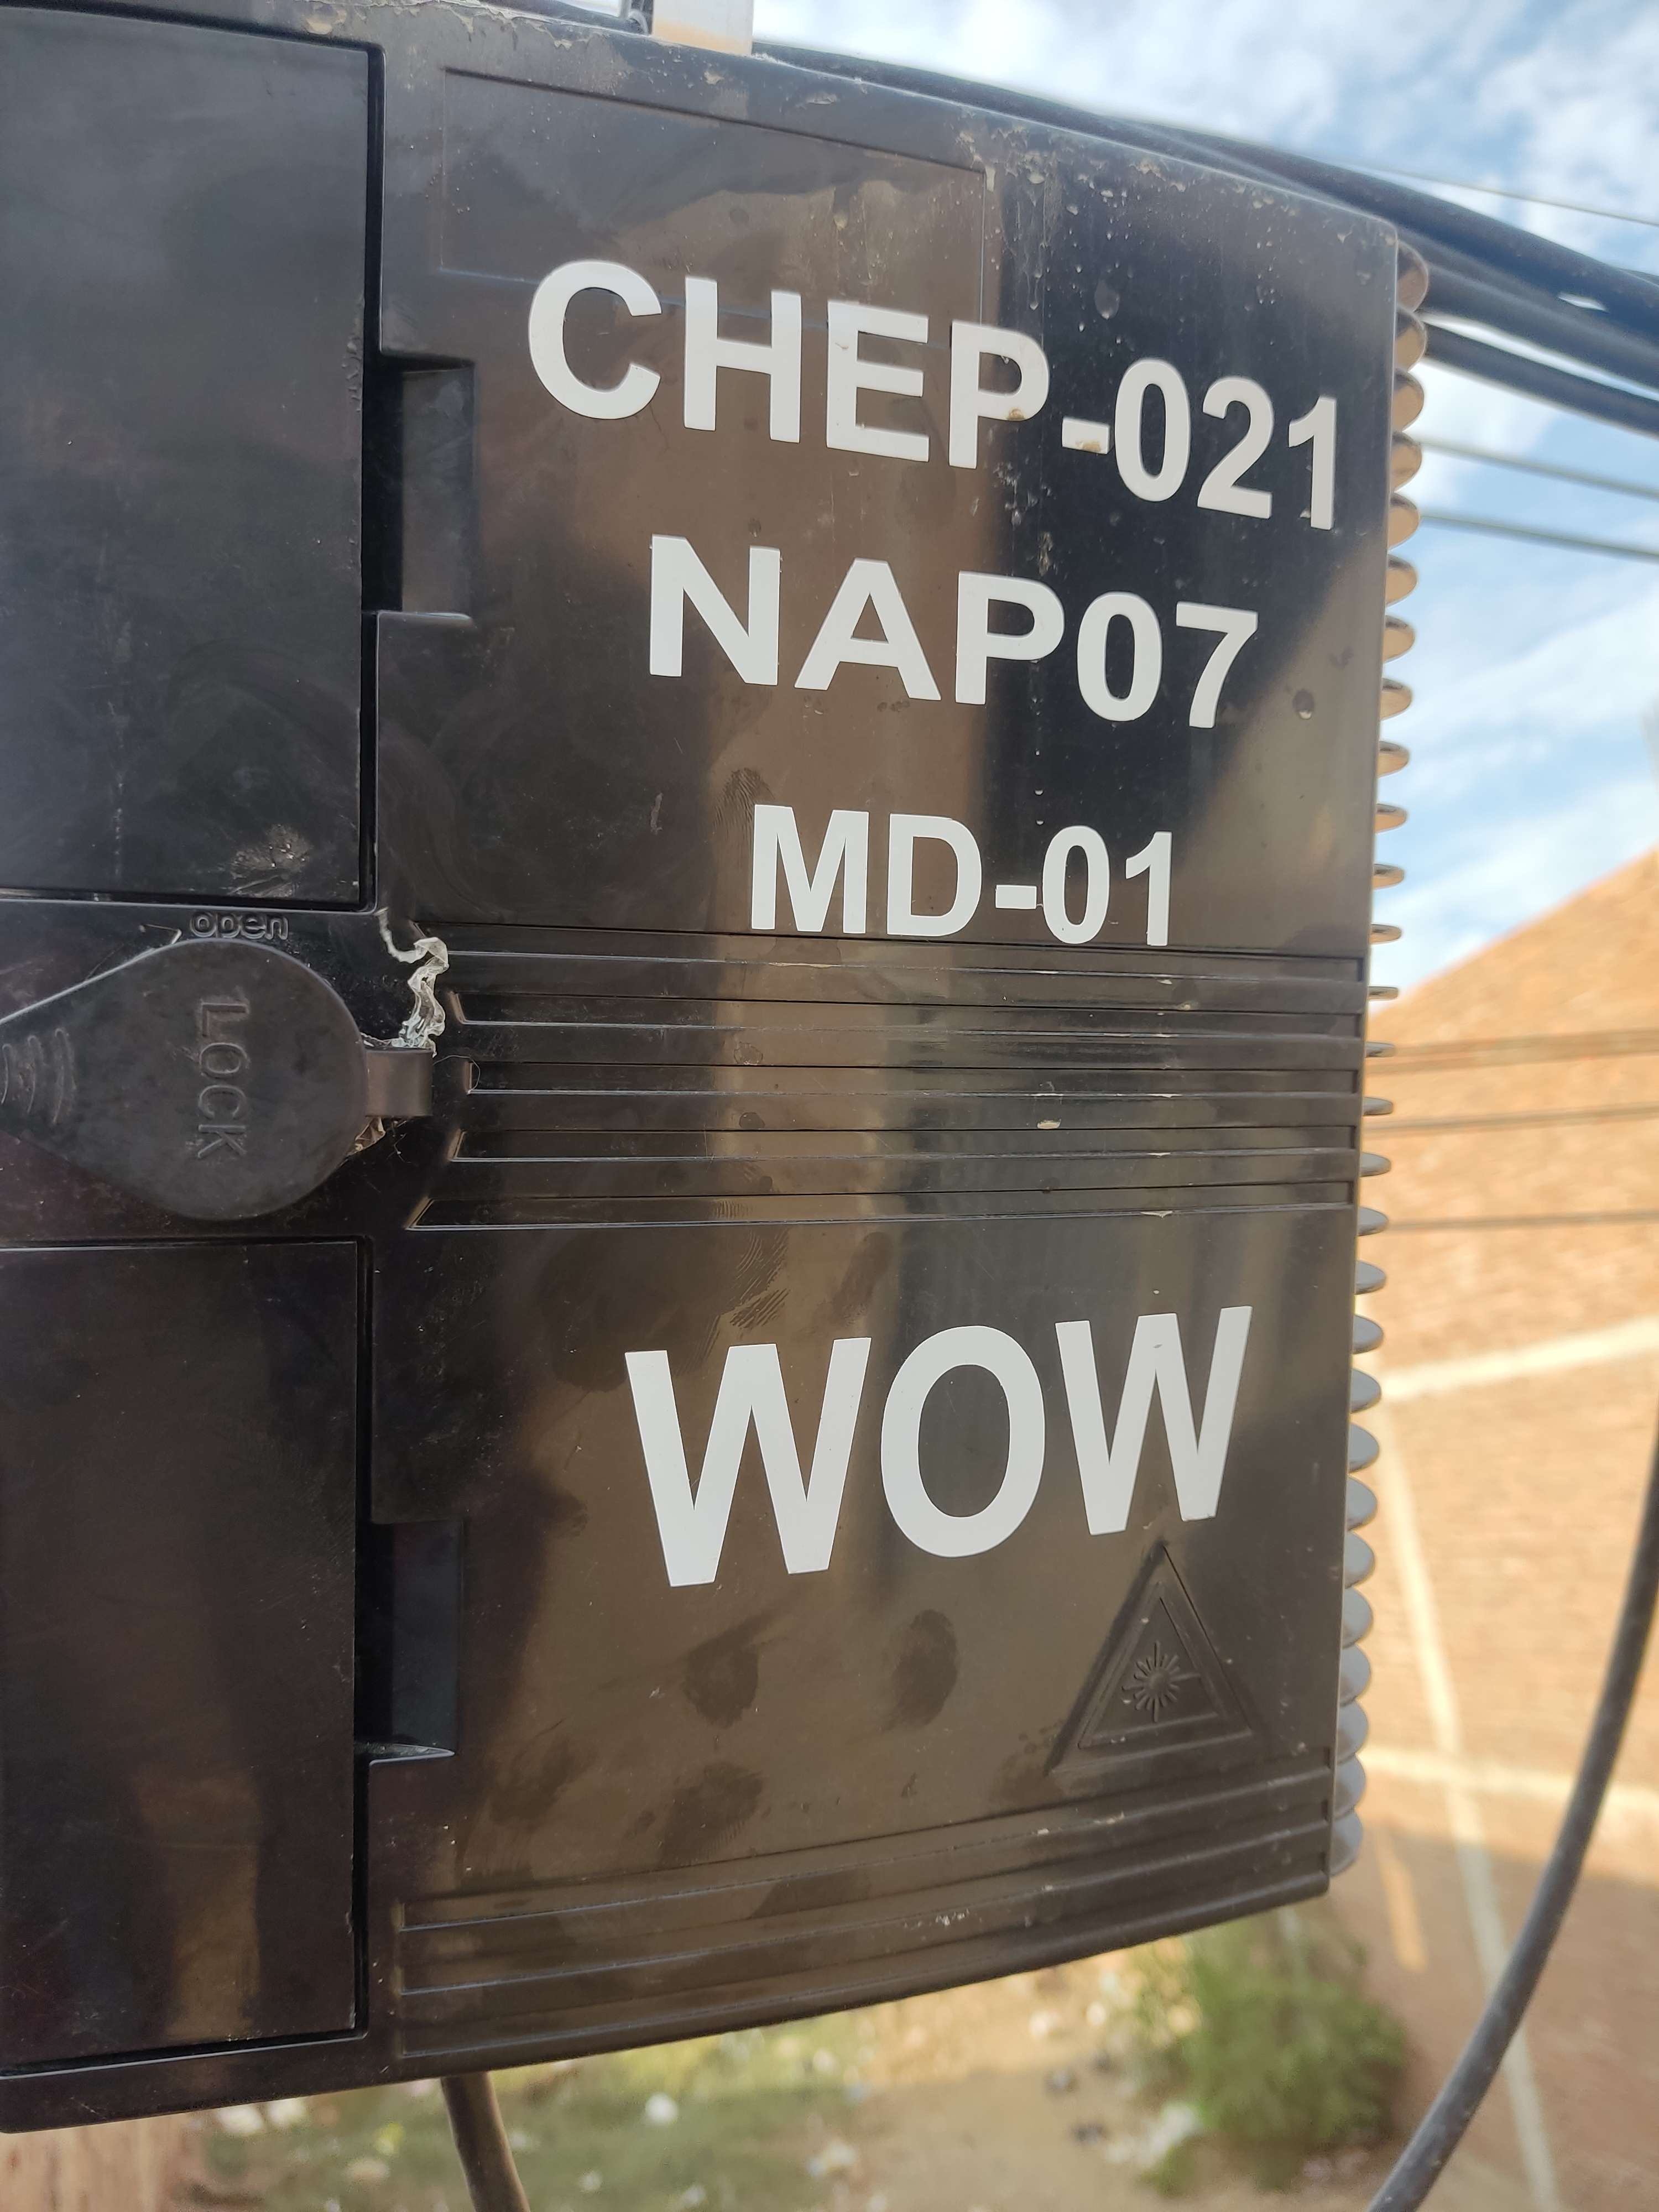 CHEP-021
NAP07
MD-01
open
LOCK
WOW